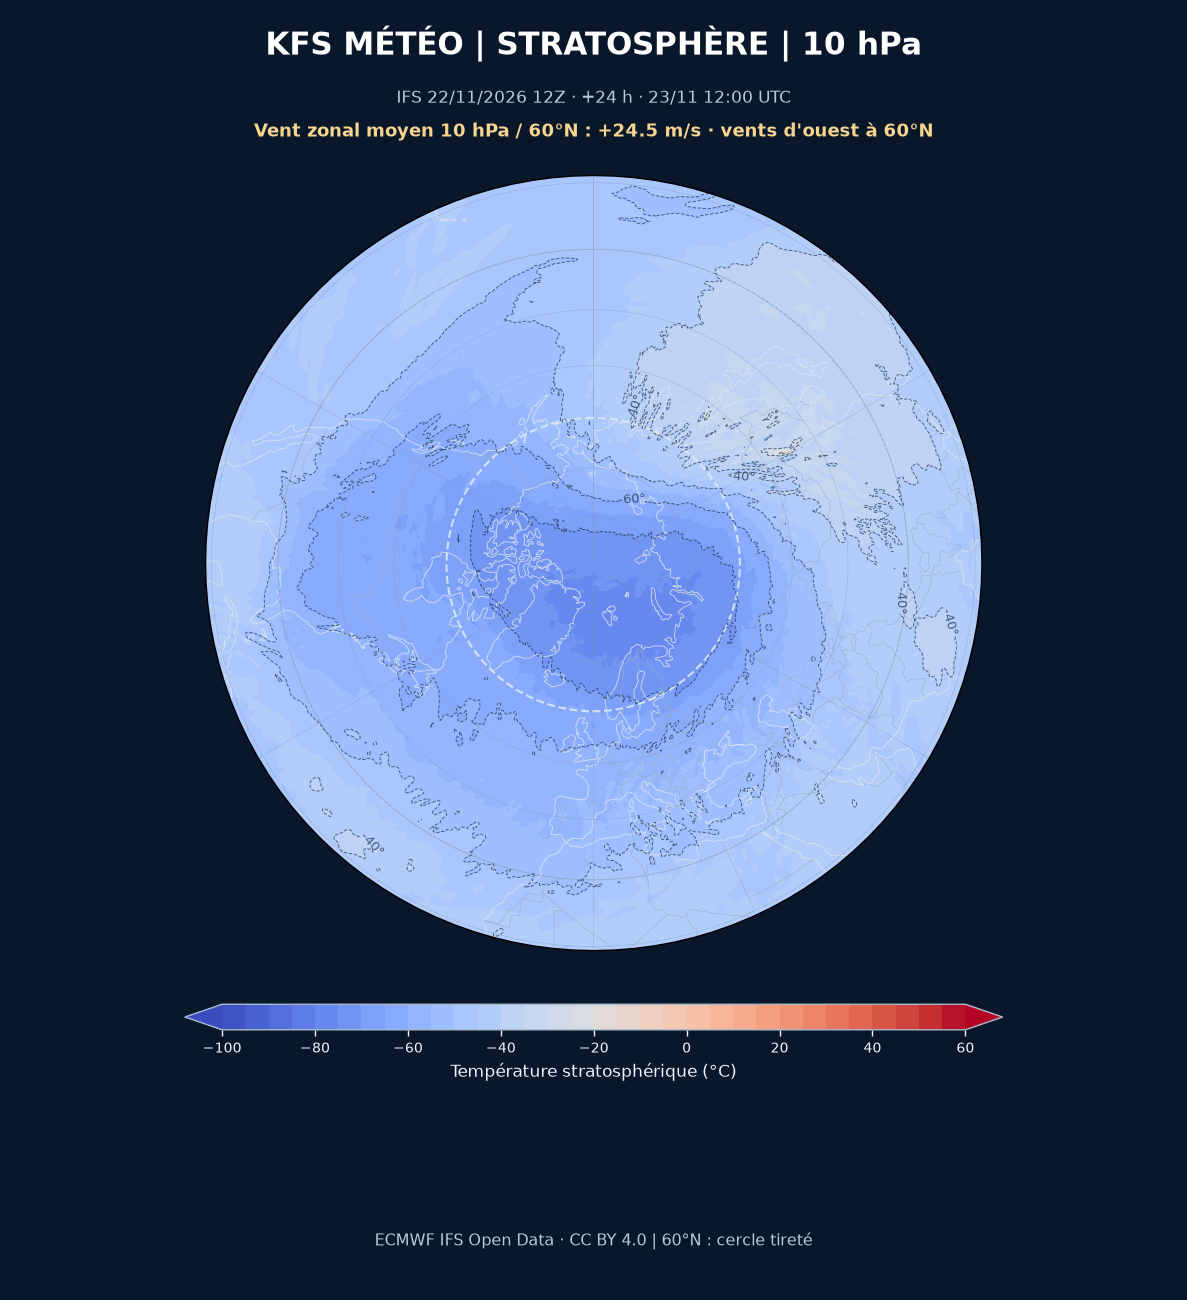 KFS MÉTÉO | STRATOSPHÈRE | 10 hPa
IFS 22/11/2026 12Z · +24 h · 23/11 12:00 UTC
Vent zonal moyen 10 hPa / 60°N : +24.5 m/s · vents d'ouest à 60°N
-40°
-40°
-60°
-40°
-40°
-40°
−100 −80 −60 −40 −20 0 20 40 60
Température stratosphérique (°C)
ECMWF IFS Open Data · CC BY 4.0 | 60°N : cercle tireté